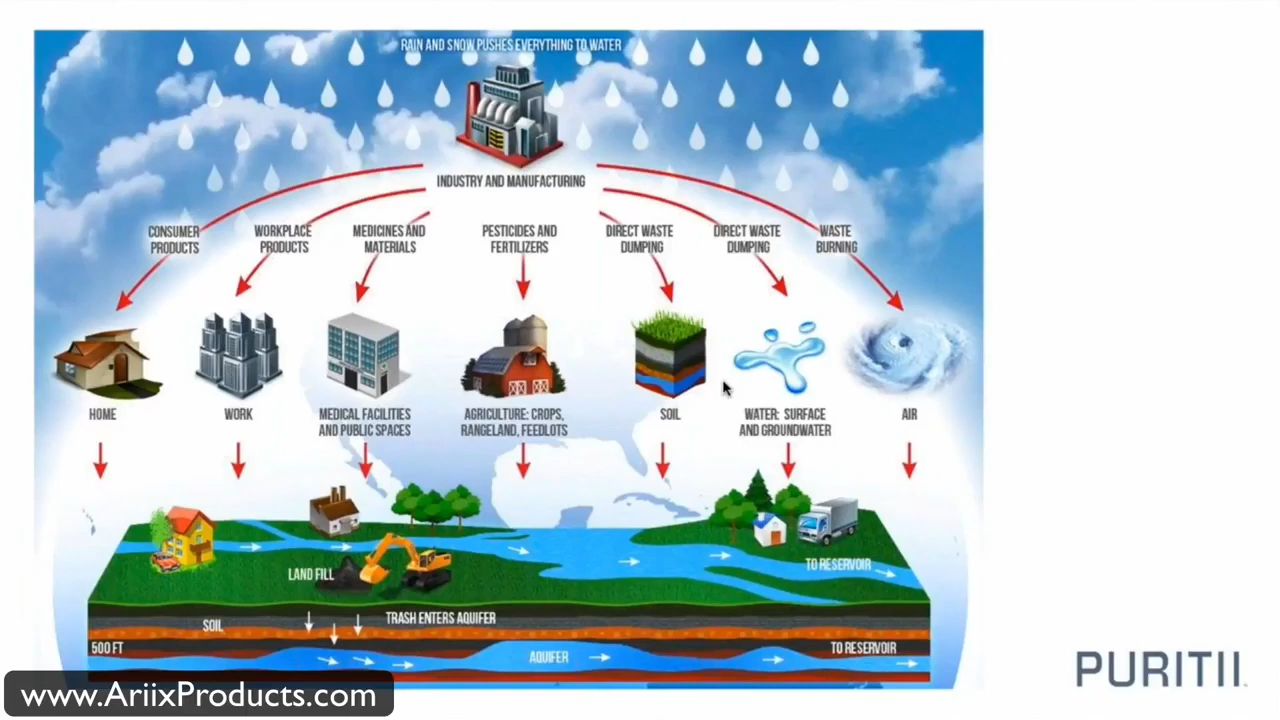 RAIN AND SNOW PUSHES EVERYTHING TO WATER
INDUSTRY AND MANUFACTURING
CONSUMER
PRODUCTS
WORKPLACE
PRODUCTS
MEDICINES AND
MATERIALS
PESTICIDES AND
FERTILIZERS
DIRECT WASTE
DUMPING
DIRECT WASTE
DUMPING
WASTE
BURNING
HOME
WORK
MEDICAL FACILITIES
AND PUBLIC SPACES
AGRICULTURE: CROPS,
RANGELAND, FEEDLOTS
SOIL
WATER: SURFACE
AND GROUNDWATER
AIR
TO RESERVOIR
LAND FILL
TRASH ENTERS AQUIFER
SOIL
500 FT
TO RESERVOIR
AQUIFER
PURITII
www.AriixProducts.com